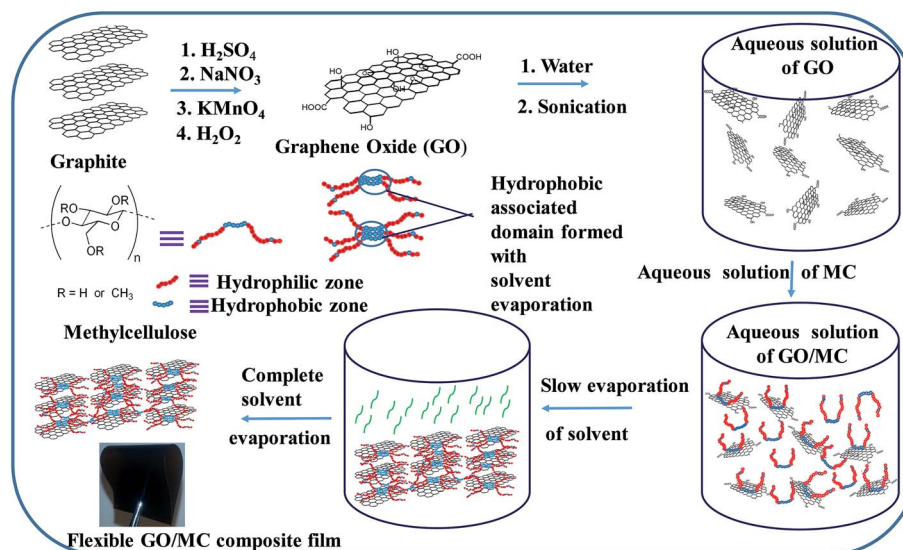 1. H₂SO₄
2. NaNO₃
3. KMnO₄
4. H₂O₂
Graphite
HO
COOH
HO
OH
HOOC
HO
Graphene Oxide (GO)
1. Water
2. Sonication
Aqueous solution
of GO
RO
OR
O
O
O
OR
n
R = H or CH₃
Methylcellulose
Hydrophilic zone
Hydrophobic zone
Hydrophobic
associated
domain formed
with
solvent
evaporation
Aqueous solution of MC
Aqueous solution
of GO/MC
Slow evaporation
of solvent
Complete
solvent
evaporation
Flexible GO/MC composite film